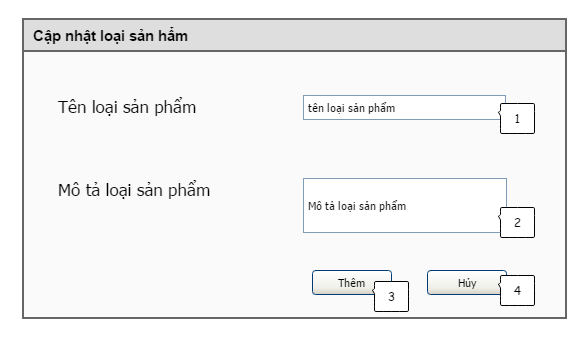 Cập nhật loại sản hẩm
Tên loại sản phẩm
tên loại sản phẩm
1
Mô tả loại sản phẩm
Mô tả loại sản phẩm
2
Thêm
3
Hủy
4